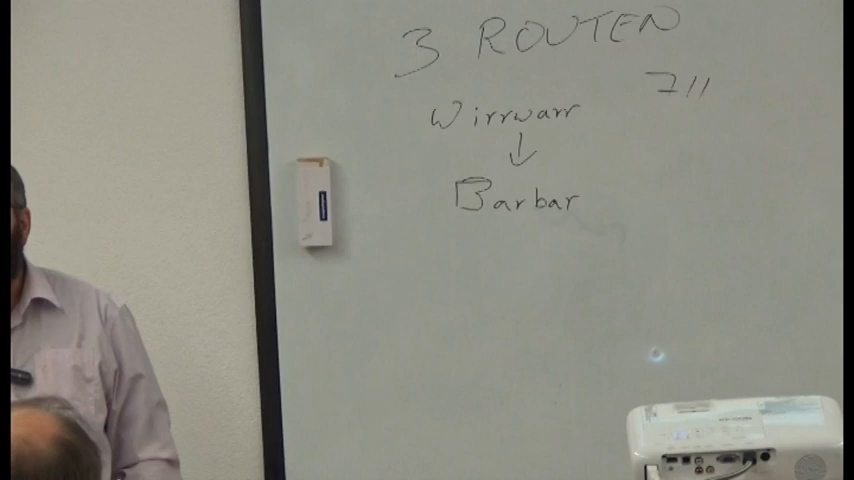 3 ROUTEN
711
Wirrwarr
↓
Barbar